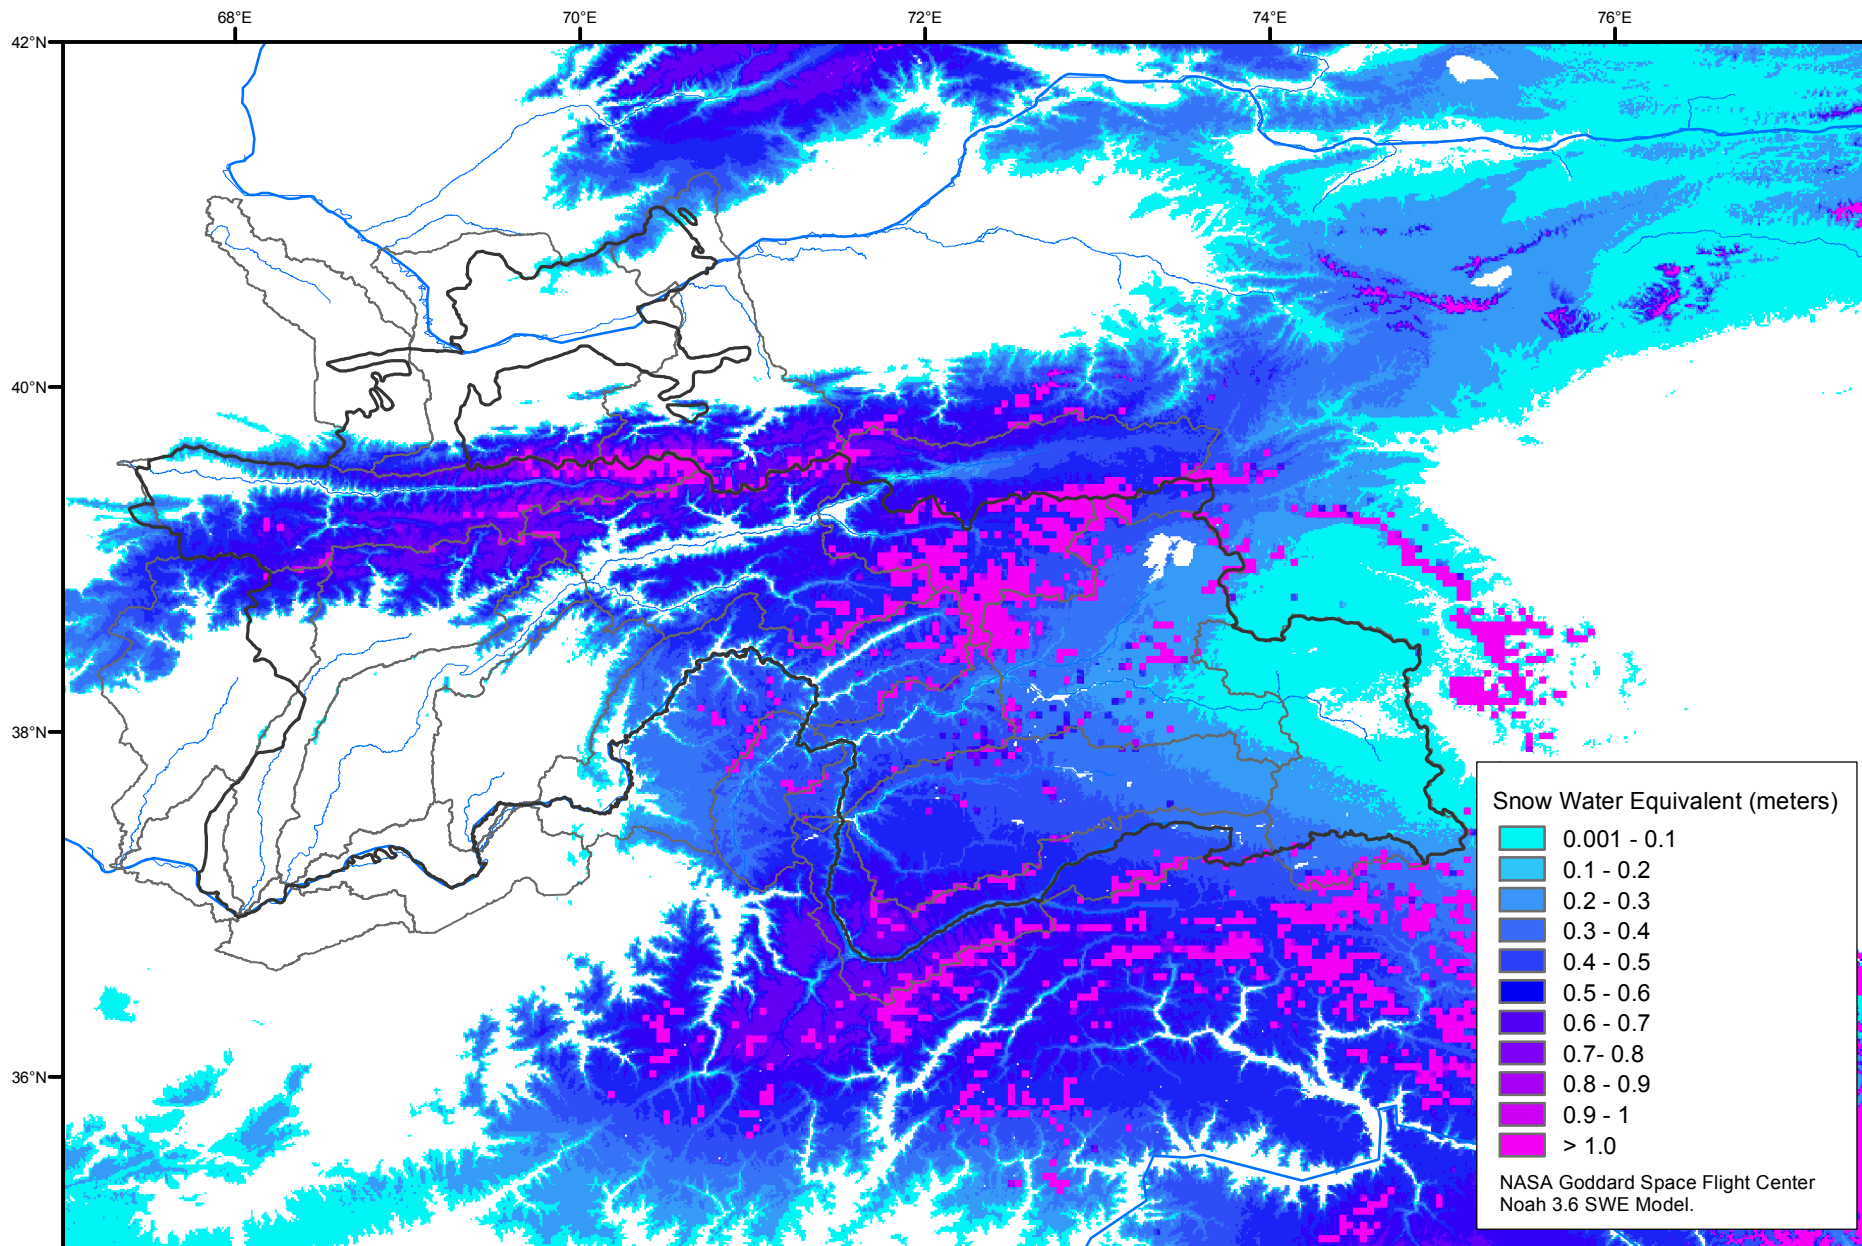 68°E
70°E
72°E
74°E
76°E
42°N
40°N
38°N
36°N
Snow Water Equivalent (meters)
0.001 - 0.1
0.1 - 0.2
0.2 - 0.3
0.3 - 0.4
0.4 - 0.5
0.5 - 0.6
0.6 - 0.7
0.7- 0.8
0.8 - 0.9
0.9 - 1
> 1.0
NASA Goddard Space Flight Center
Noah 3.6 SWE Model.